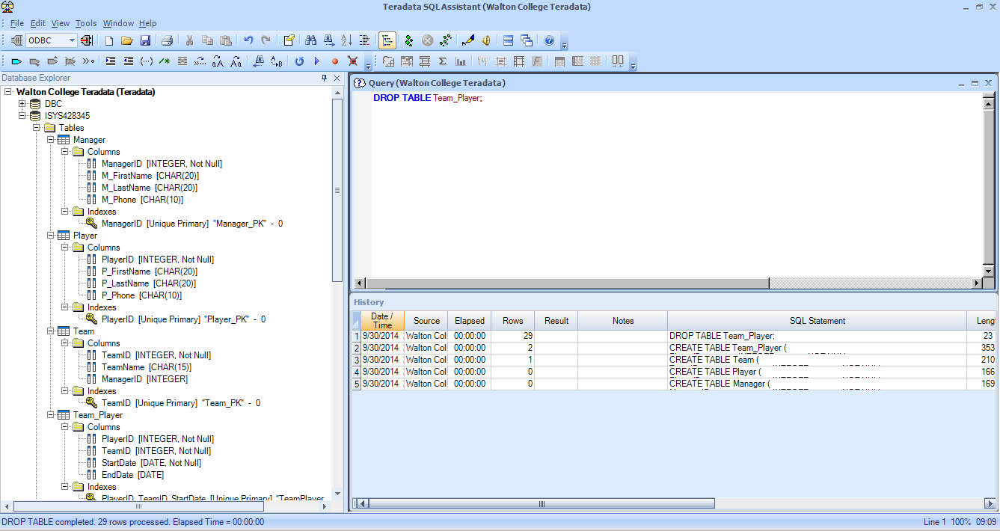 Teradata SQL Assistant (Walton College Teradata)
File Edit View Tools Window Help
ODBC
Database Explorer
Walton College Teradata (Teradata)
DBC
ISYS428345
Tables
Manager
Columns
ManagerID [INTEGER, Not Null]
M_FirstName [CHAR(20)]
M_LastName [CHAR(20)]
M_Phone [CHAR(10)]
Indexes
ManagerID [Unique Primary] "Manager_PK" - 0
Player
Columns
PlayerID [INTEGER, Not Null]
P_FirstName [CHAR(20)]
P_LastName [CHAR(20)]
P_Phone [CHAR(10)]
Indexes
PlayerID [Unique Primary] "Player_PK" - 0
Team
Columns
TeamID [INTEGER, Not Null]
TeamName [CHAR(15)]
ManagerID [INTEGER]
Indexes
TeamID [Unique Primary] "Team_PK" - 0
Team_Player
Columns
PlayerID [INTEGER, Not Null]
TeamID [INTEGER, Not Null]
StartDate [DATE, Not Null]
EndDate [DATE]
Indexes
PlayerID, TeamID, StartDate [Unique Primary] "TeamPlayer
Query (Walton College Teradata)
DROP TABLE Team_Player;
History
Date / Time Source Elapsed Rows Result Notes SQL Statement Lengt
1 9/30/2014 Walton Col 00:00:00 29 DROP TABLE Team_Player; 23
2 9/30/2014 Walton Col 00:00:00 2 CREATE TABLE Team_Player ( 353
3 9/30/2014 Walton Col 00:00:00 1 CREATE TABLE Team ( 210
4 9/30/2014 Walton Col 00:00:00 0 CREATE TABLE Player ( 166
5 9/30/2014 Walton Col 00:00:00 0 CREATE TABLE Manager ( 169
DROP TABLE completed. 29 rows processed. Elapsed Time = 00:00:00
Line 1 100% 09:09